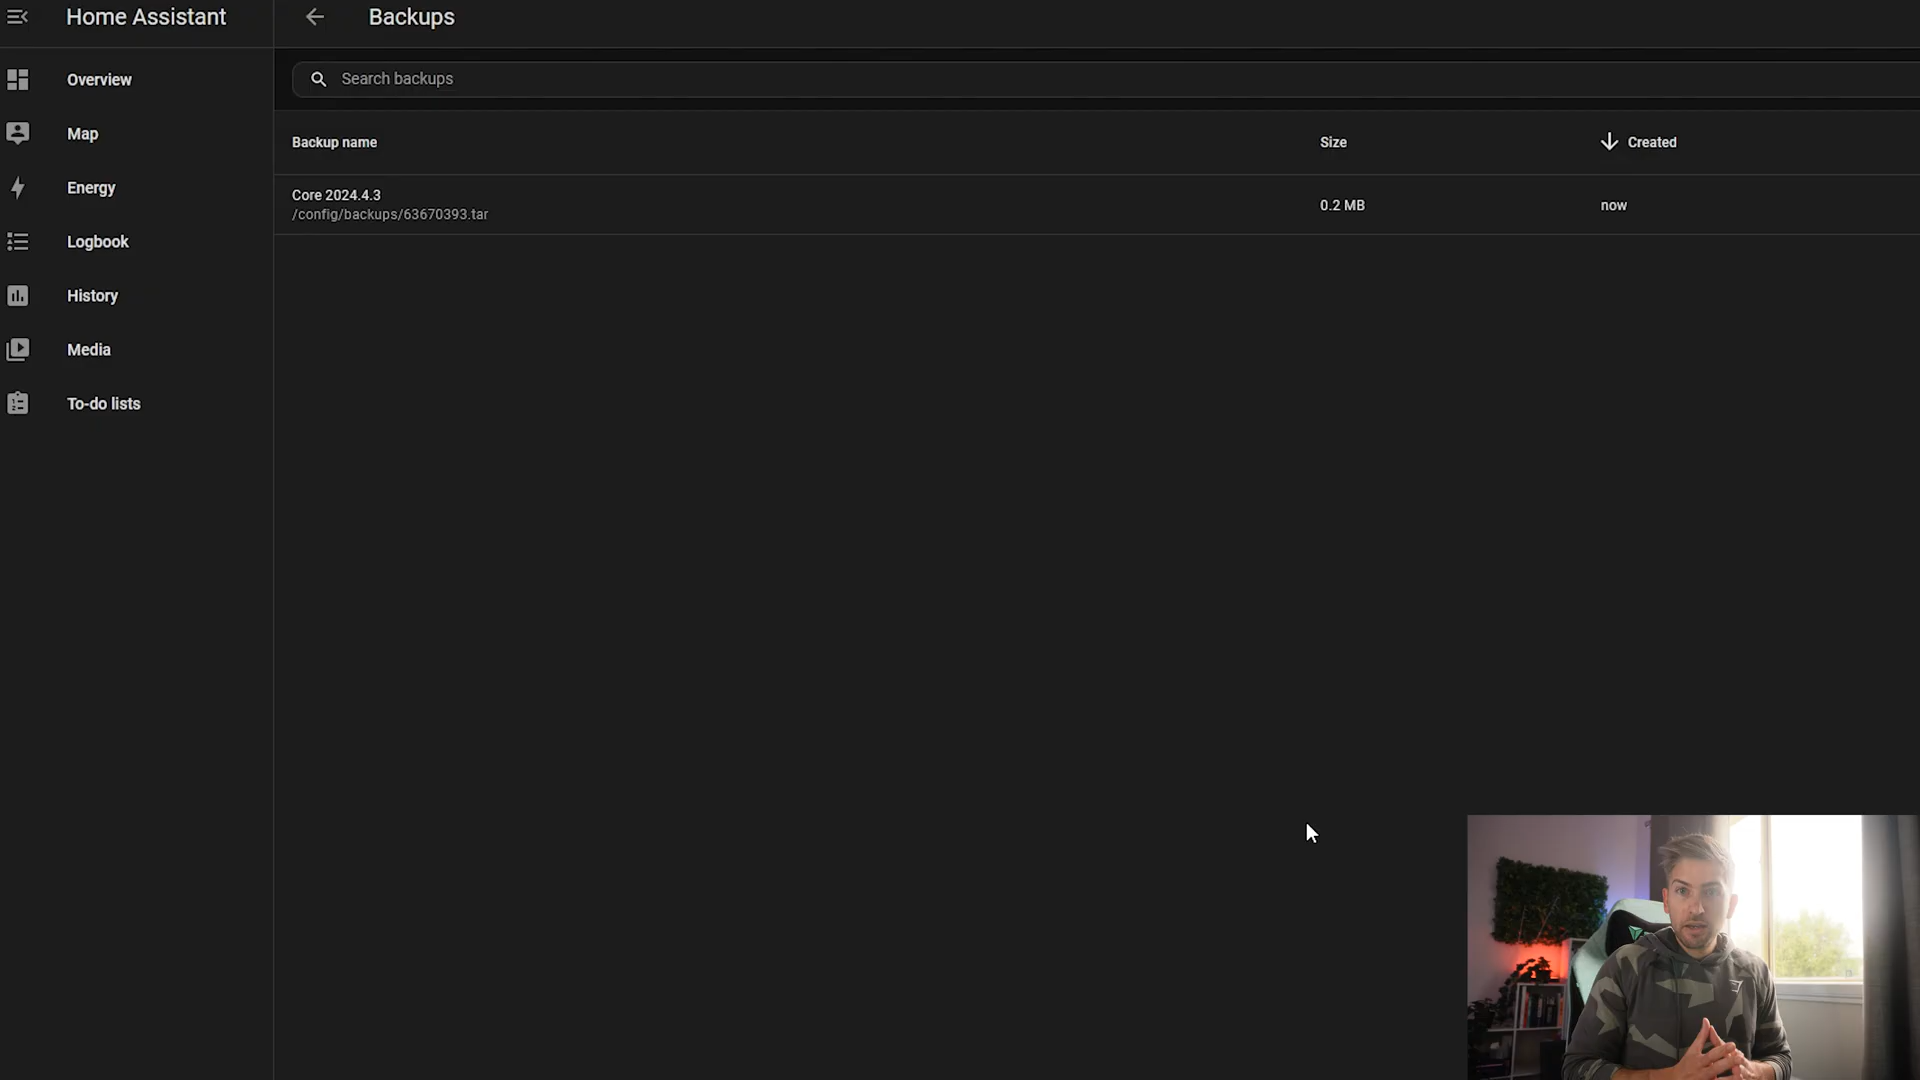 Home Assistant
Backups
Overview
Map
Energy
Logbook
History
Media
To-do lists
Search backups
Backup name
Size
Created
Core 2024.4.3
/config/backups/63670393.tar
0.2 MB
now